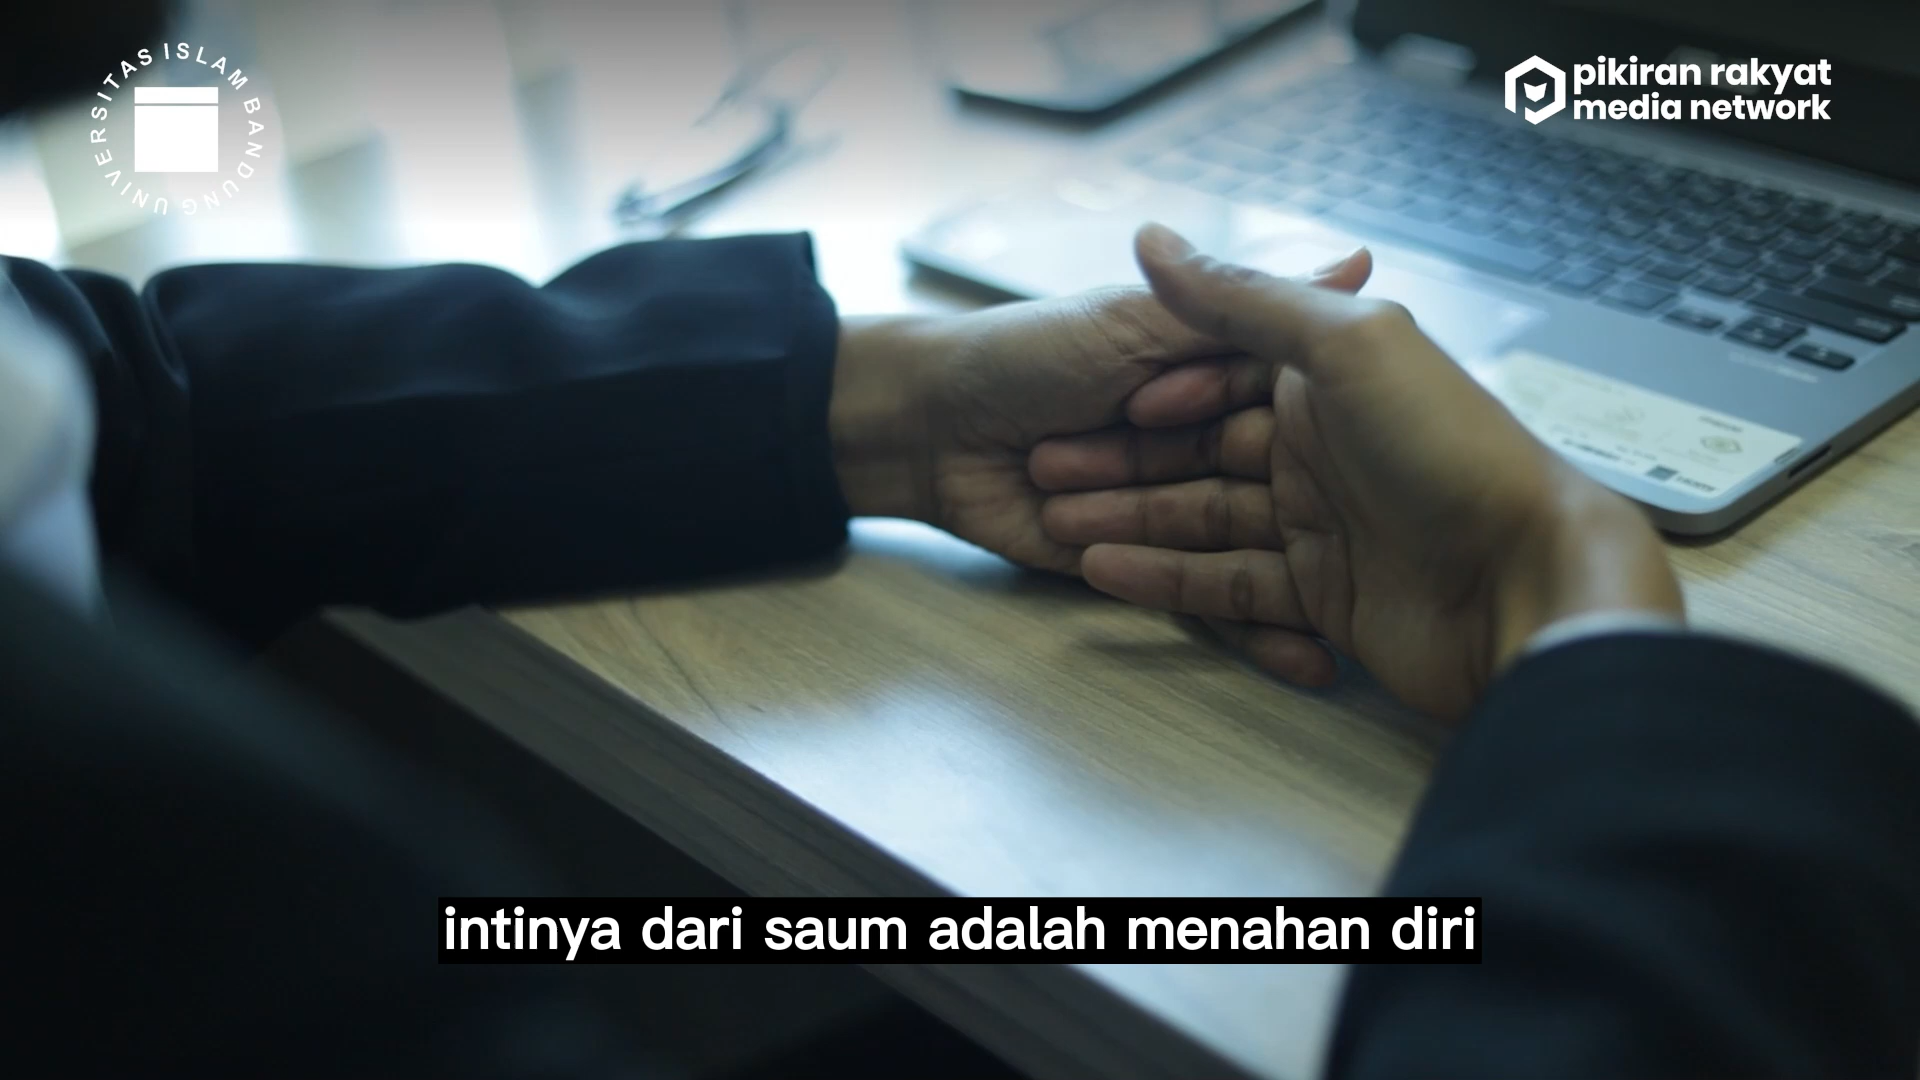 UNIVERSITAS ISLAM BANDUNG
pikiran rakyat
media network
intinya dari saum adalah menahan diri